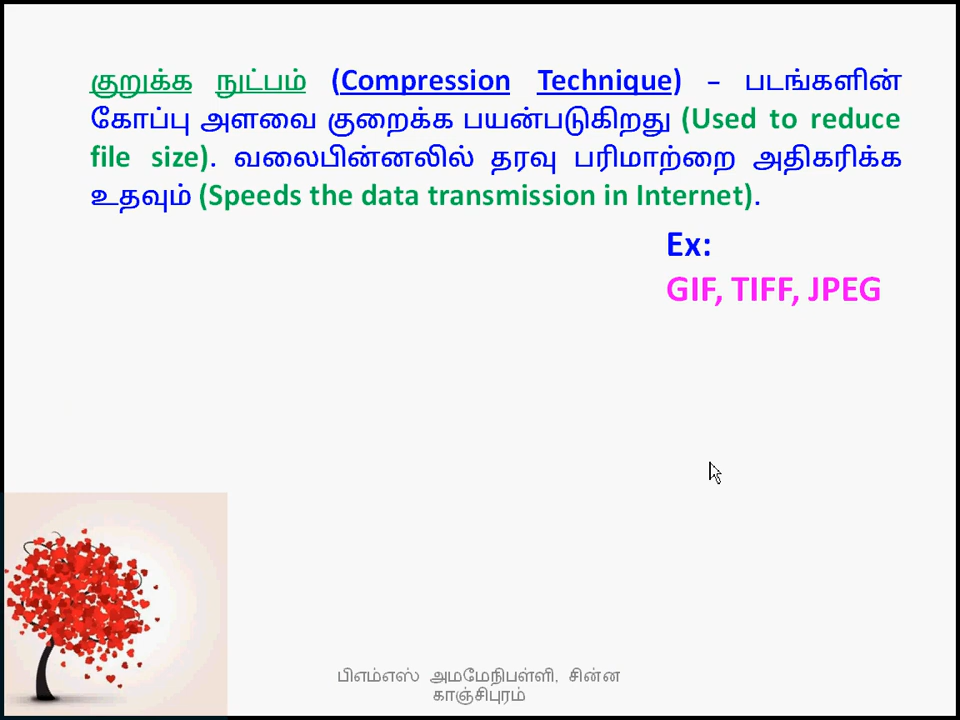 குறுக்க நுட்பம் (Compression Technique) – படங்களின்
கோப்பு அளவை குறைக்க பயன்படுகிறது (Used to reduce
file size). வலைபின்னலில் தரவு பரிமாற்றை அதிகரிக்க
உதவும் (Speeds the data transmission in Internet).
Ex:
GIF, TIFF, JPEG
பிஎம்எஸ் அமமேநிபள்ளி, சின்ன
காஞ்சிபுரம்